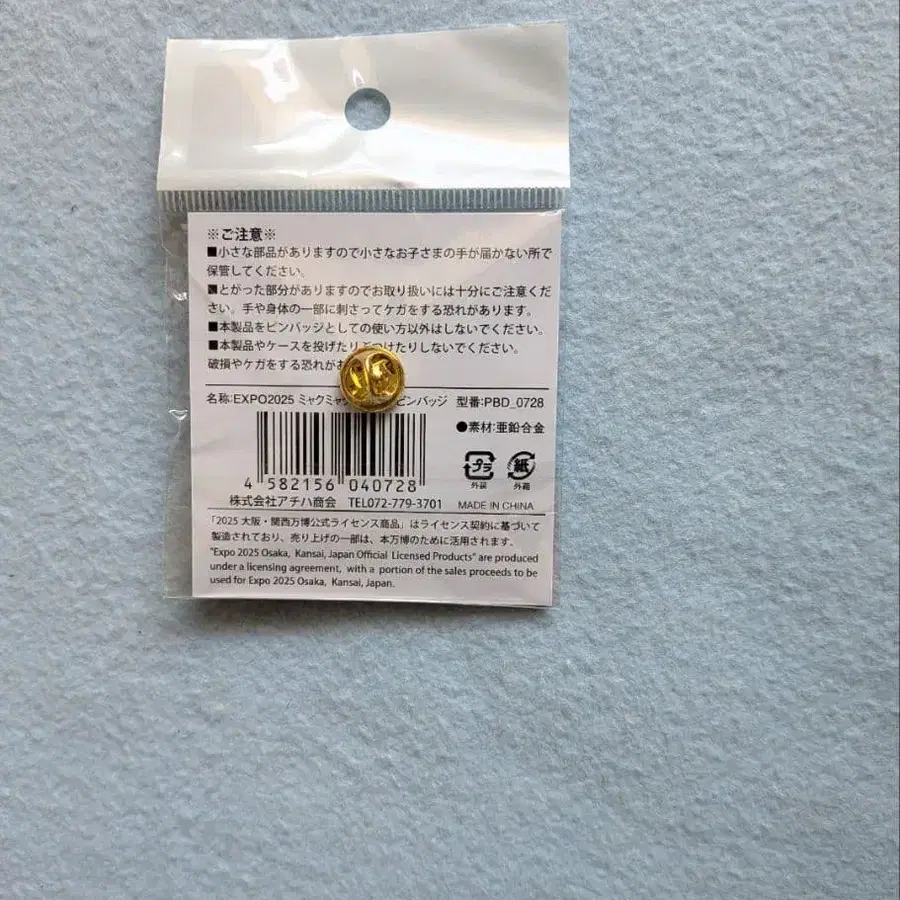 ※ご注意※
■小さな部品がありますので小さなお子さまの手が届かない所で
保管してください。
■とがった部分がありますのでお取り扱いには十分にご注意くだ
さい。手や身体の一部に刺さってケガをする恐れがあります。
■本製品をピンバッジとしての使い方以外はしないでください。
■本製品やケースを投げたりぶつけたりしないでください。
破損やケガをする恐れが
名称:EXPO2025 ミャクミャク ピンバッジ 型番:PBD_0728
●素材:亜鉛合金
プラ 紙
外装 外箱
4 582156 040728
株式会社アチハ商会 TEL072-779-3701 MADE IN CHINA
「2025 大阪・関西万博公式ライセンス商品」はライセンス契約に基づいて
製造されており、売り上げの一部は、本万博のために活用されます。
"Expo 2025 Osaka, Kansai, Japan Official Licensed Products" are produced
under a licensing agreement, with a portion of the sales proceeds to be
used for Expo 2025 Osaka, Kansai, Japan.